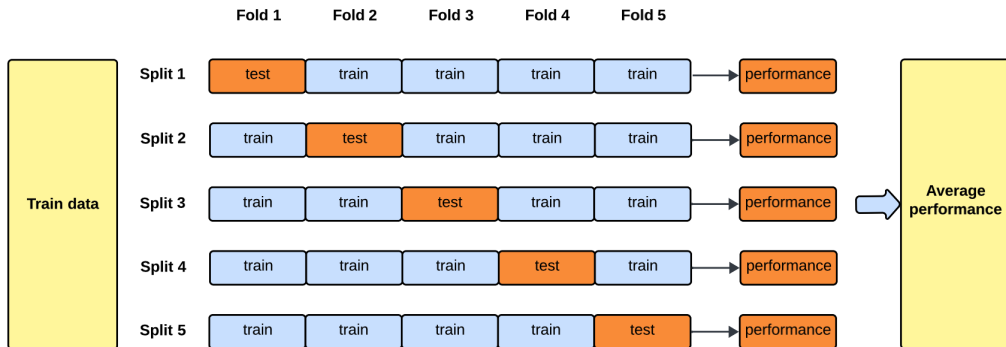 Fold 1 Fold 2 Fold 3 Fold 4 Fold 5
Split 1 test train train train train performance
Split 2 train test train train train performance
Train data Split 3 train train test train train performance Average performance
Split 4 train train train test train performance
Split 5 train train train train test performance